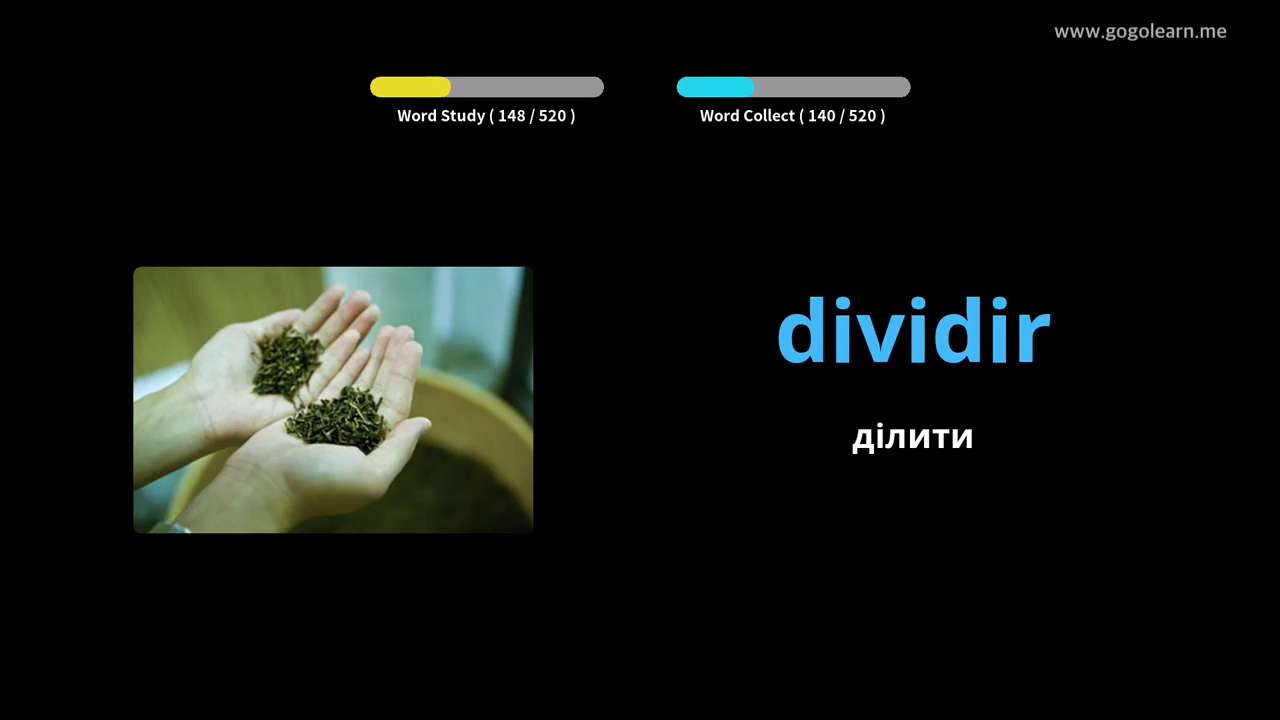 www.gogolearn.me
Word Study ( 148 / 520 )
Word Collect ( 140 / 520 )
dividir
ділити